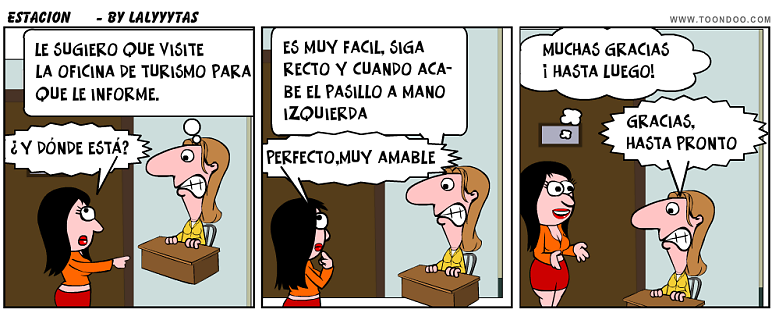 ESTACION - BY LALYYYTAS
WWW.TOONDOO.COM
LE SUGIERO QUE VISITE
LA OFICINA DE TURISMO PARA
QUE LE INFORME.
¿Y DÓNDE ESTÁ?
ES MUY FACIL, SIGA
RECTO Y CUANDO ACA-
BE EL PASILLO A MANO
IZQUIERDA
PERFECTO,MUY AMABLE
MUCHAS GRACIAS
¡ HASTA LUEGO!
GRACIAS,
HASTA PRONTO